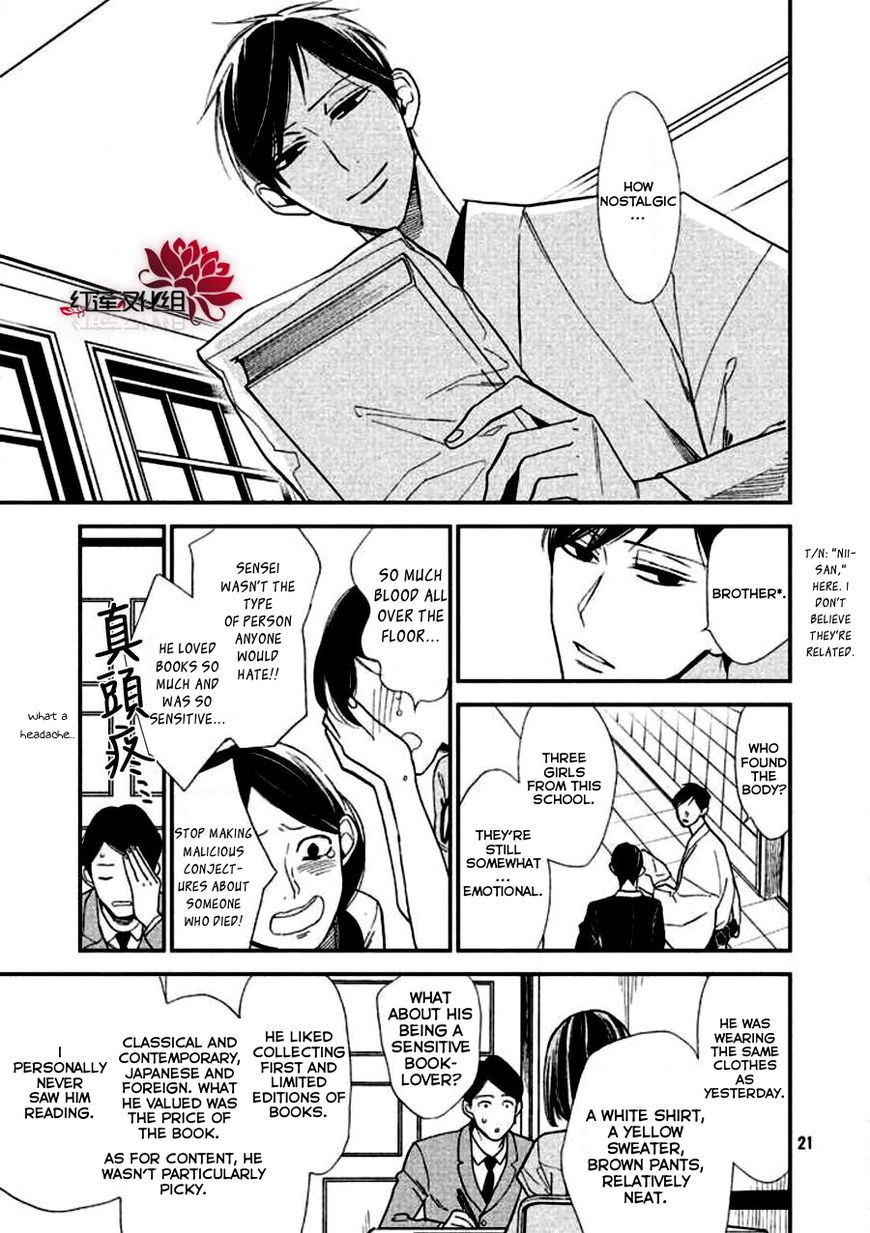 HOW
NOSTALGIC
...
红莲汉化组
BROTHER*.
T/N: "NII-
SAN,"
HERE. I
DON'T
BELIEVE
THEY'RE
RELATED.
WHO
FOUND
THE
BODY?
THREE
GIRLS
FROM THIS
SCHOOL.
THEY'RE
STILL
SOMEWHAT
...
EMOTIONAL.
SO MUCH
BLOOD ALL
OVER THE
FLOOR...
SENSEI
WASN'T THE
TYPE
OF PERSON
ANYONE
WOULD
HATE!!
HE LOVED
BOOKS SO
MUCH AND
WAS SO
SENSITIVE...
STOP MAKING
MALICIOUS
CONJECT-
URES ABOUT
SOMEONE
WHO DIED!
真頭疼...
what a
headache...
HE WAS
WEARING
THE SAME
CLOTHES
AS
YESTERDAY.
A WHITE SHIRT,
A YELLOW
SWEATER,
BROWN PANTS,
RELATIVELY
NEAT.
WHAT
ABOUT HIS
BEING A
SENSITIVE
BOOK-
LOVER?
HE LIKED
COLLECTING
FIRST AND
LIMITED
EDITIONS OF
BOOKS.
CLASSICAL AND
CONTEMPORARY,
JAPANESE AND
FOREIGN. WHAT
HE VALUED WAS
THE PRICE OF
THE BOOK.
AS FOR CONTENT, HE
WASN'T PARTICULARLY
PICKY.
I
PERSONALLY
NEVER
SAW HIM
READING.
21